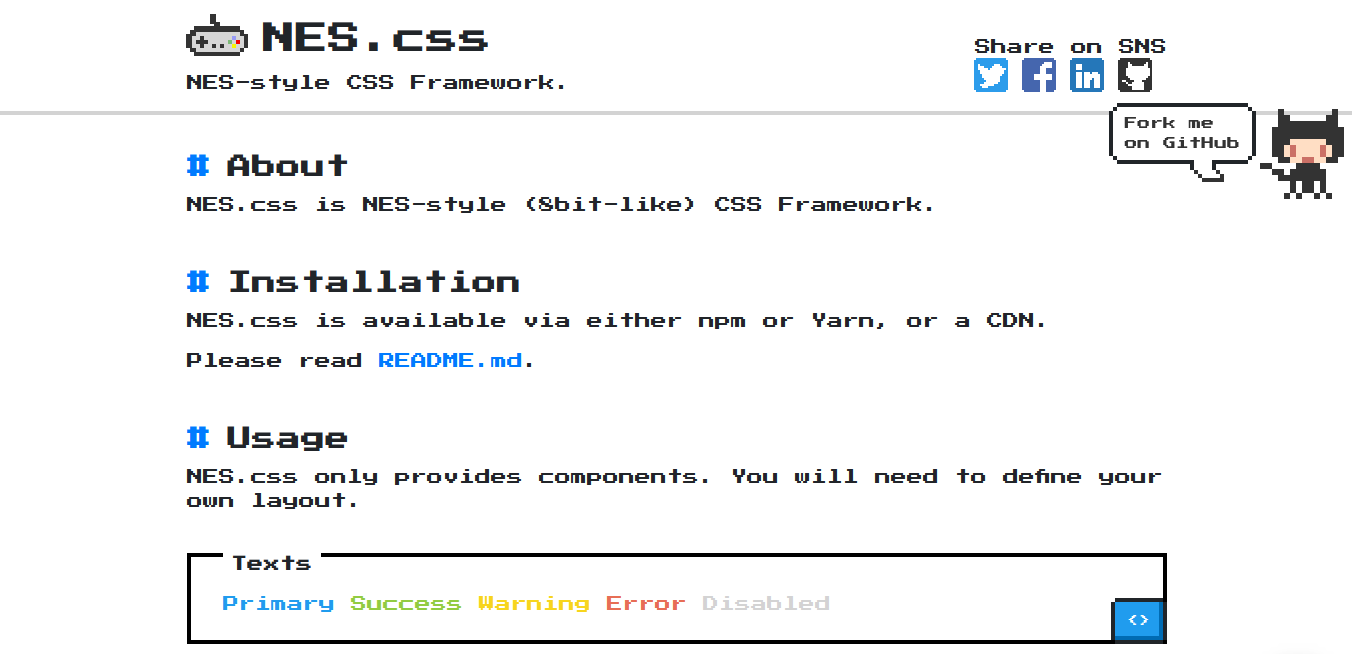 NES.css
NES-style CSS Framework.
Share on SNS
Fork me
on GitHub
# About
NES.css is NES-style (8bit-like) CSS Framework.
# Installation
NES.css is available via either npm or Yarn, or a CDN.
Please read README.md.
# Usage
NES.css only provides components. You will need to define your
own layout.
Texts
Primary Success Warning Error Disabled
<>